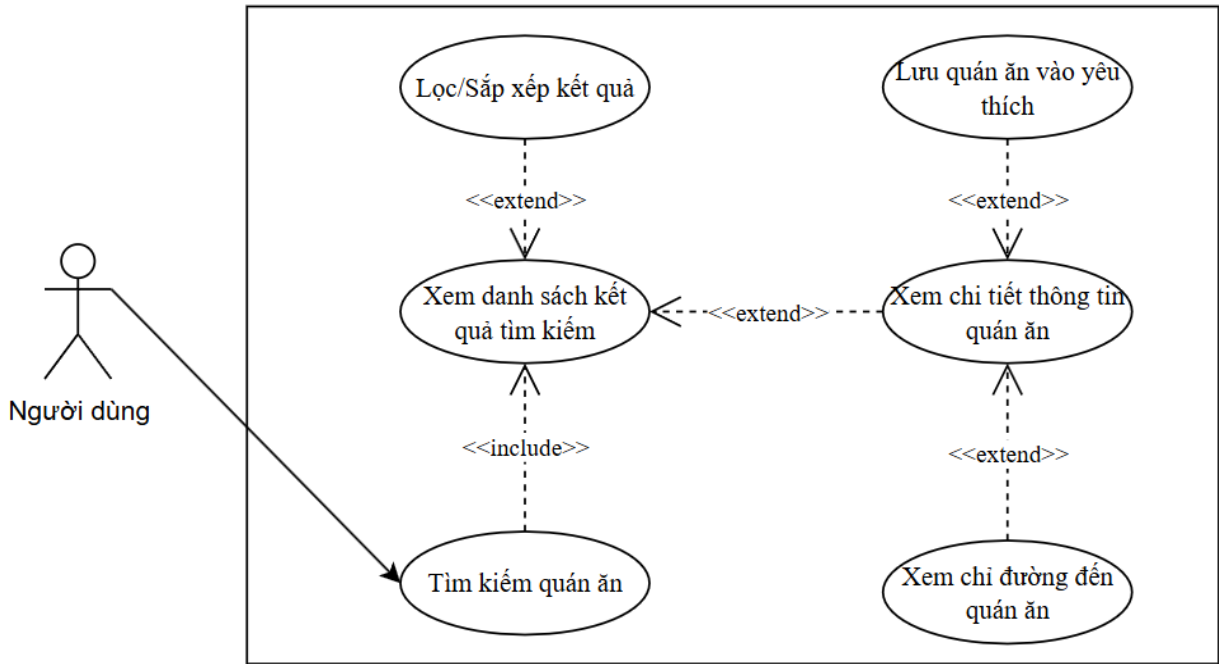 Lọc/Sắp xếp kết quả
Lưu quán ăn vào yêu
thích
<<extend>>
<<extend>>
Xem danh sách kết
quả tìm kiếm
<<extend>>
Xem chi tiết thông tin
quán ăn
Người dùng
<<include>>
<<extend>>
Tìm kiếm quán ăn
Xem chỉ đường đến
quán ăn